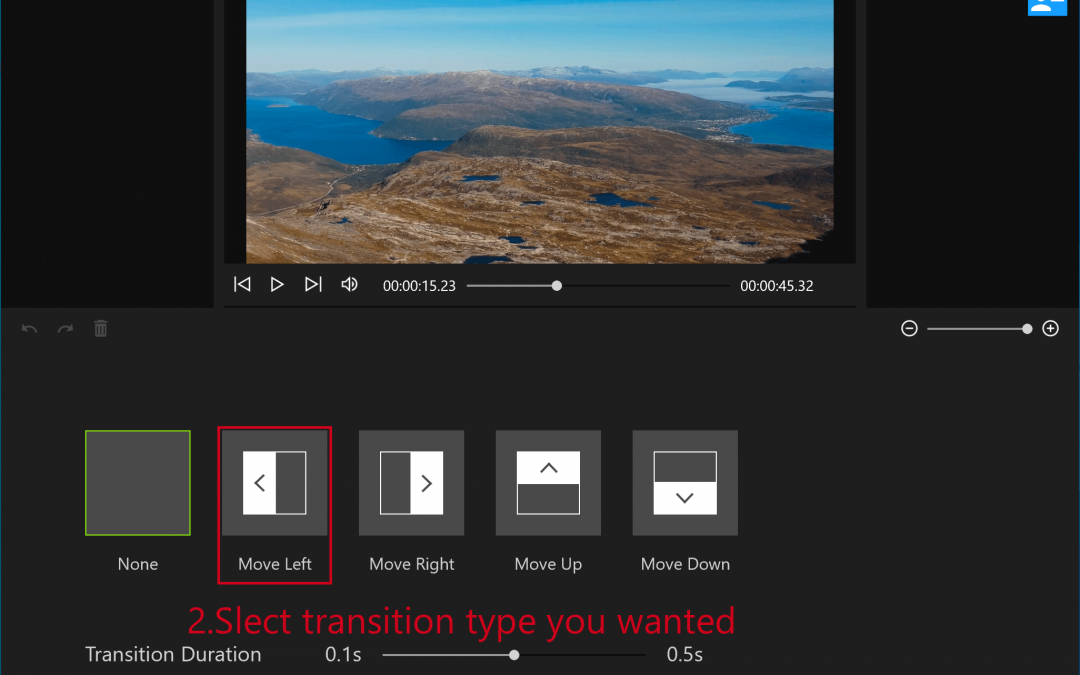 00:00:15.23 00:00:45.32
None Move Left Move Right Move Up Move Down
2.Slect transition type you wanted
Transition Duration 0.1s 0.5s